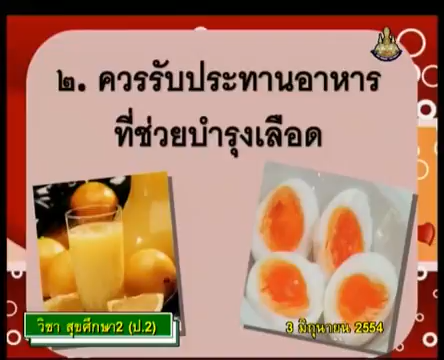 ๒. ควรรับประทานอาหาร
ที่ช่วยบำรุงเลือด
วิชา สุขศึกษา2 (ป.2)
3 มิถุนายน 2554